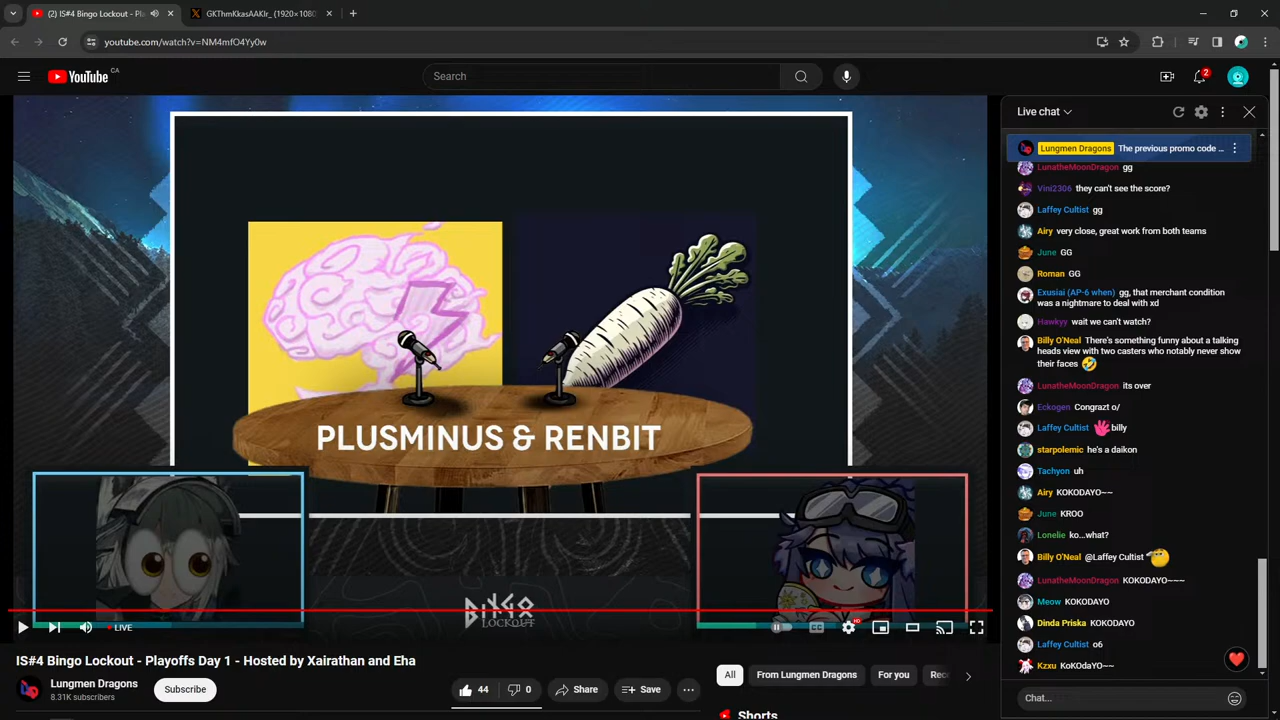 (2) IS#4 Bingo Lockout - Pl
GKThmKkasAAKIr_ (1920×1080
youtube.com/watch?v=NM4mfO4Yy0w
YouTube CA
Search
2
Live chat
Lungmen Dragons The previous promo code ...
LunatheMoonDragon gg
Vini2306 they can't see the score?
Laffey Cultist gg
Airy very close, great work from both teams
June GG
Roman GG
Exusiai (AP-6 when) gg, that merchant condition
was a nightmare to deal with xd
Hawkyy wait we can't watch?
Billy O'Neal There's something funny about a talking
heads view with two casters who notably never show
their faces 🤣
LunatheMoonDragon its over
Eckogen Congrazt o/
Laffey Cultist billy
starpolemic he's a daikon
Tachyon uh
Airy KOKODAYO~~
June KROO
Lonelie ko...what?
Billy O'Neal @Laffey Cultist
LunatheMoonDragon KOKODAYO~~~
Meow KOKODAYO
Dinda Priska KOKODAYO
Laffey Cultist o6
Kzxu KoKOdaYO~~
Chat...
PLUSMINUS & RENBIT
BINGO
LOCKOUT
LIVE
CC
HD
IS#4 Bingo Lockout - Playoffs Day 1 - Hosted by Xairathan and Eha
Lungmen Dragons
8.31K subscribers
Subscribe
44
0
Share
Save
All
From Lungmen Dragons
For you
Rec
Shorts